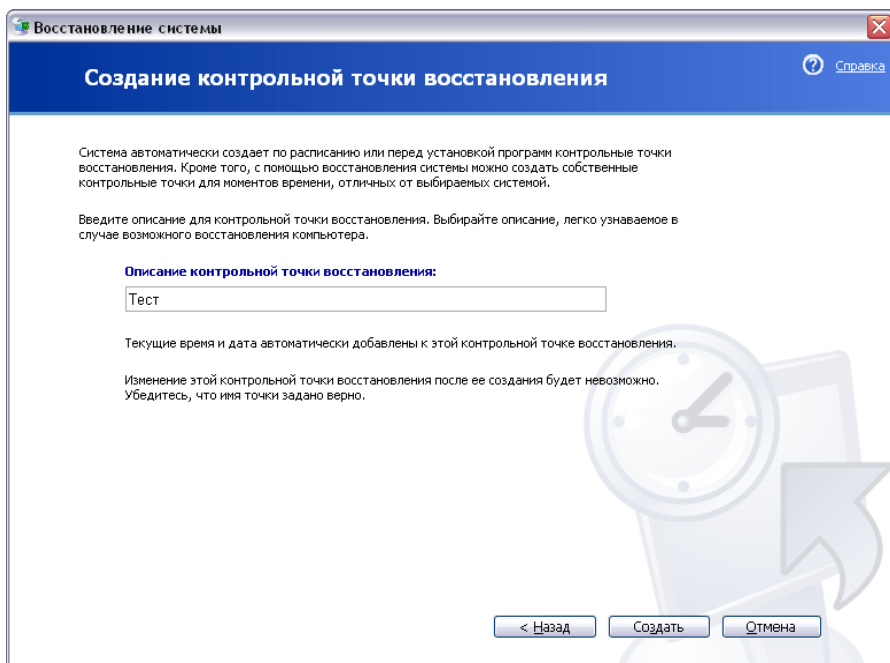 Восстановление системы
Создание контрольной точки восстановления
Справка
Система автоматически создает по расписанию или перед установкой программ контрольные точки
восстановления. Кроме того, с помощью восстановления системы можно создать собственные
контрольные точки для моментов времени, отличных от выбираемых системой.
Введите описание для контрольной точки восстановления. Выбирайте описание, легко узнаваемое в
случае возможного восстановления компьютера.
Описание контрольной точки восстановления:
Тест
Текущие время и дата автоматически добавлены к этой контрольной точке восстановления.
Изменение этой контрольной точки восстановления после ее создания будет невозможно.
Убедитесь, что имя точки задано верно.
< Назад
Создать
Отмена